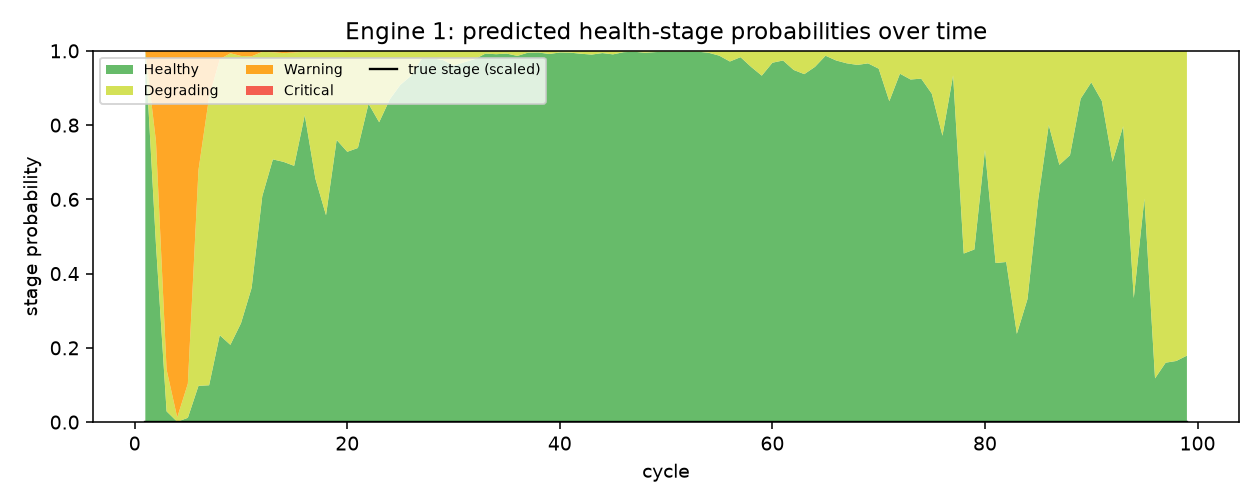 Engine 1: predicted health-stage probabilities over time
Healthy Warning true stage (scaled)
Degrading Critical
1.0
0.8
0.6
0.4
0.2
0.0
stage probability
0 20 40 60 80 100
cycle